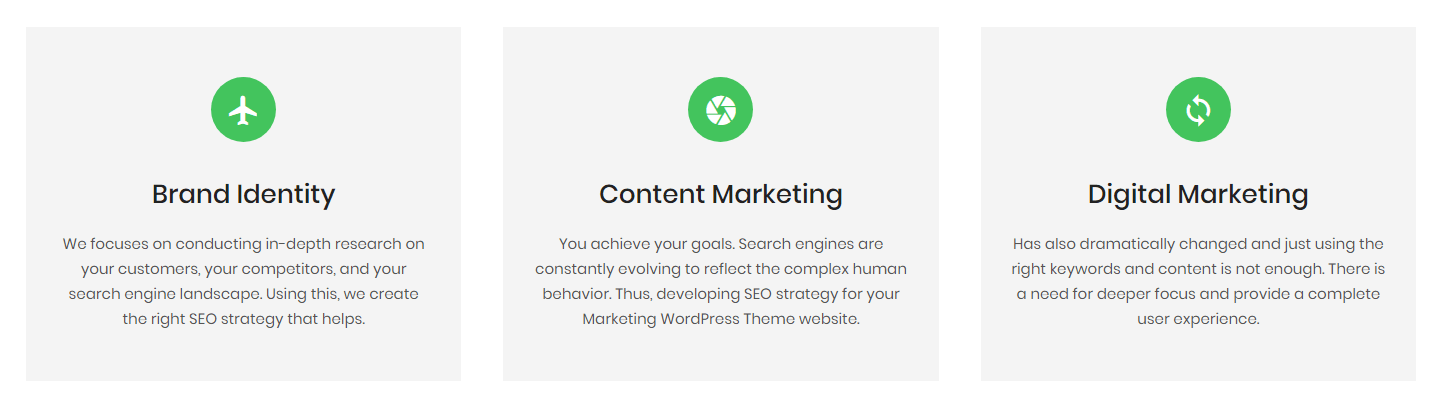 Brand Identity
We focuses on conducting in-depth research on
your customers, your competitors, and your
search engine landscape. Using this, we create
the right SEO strategy that helps.
Content Marketing
You achieve your goals. Search engines are
constantly evolving to reflect the complex human
behavior. Thus, developing SEO strategy for your
Marketing WordPress Theme website.
Digital Marketing
Has also dramatically changed and just using the
right keywords and content is not enough. There is
a need for deeper focus and provide a complete
user experience.